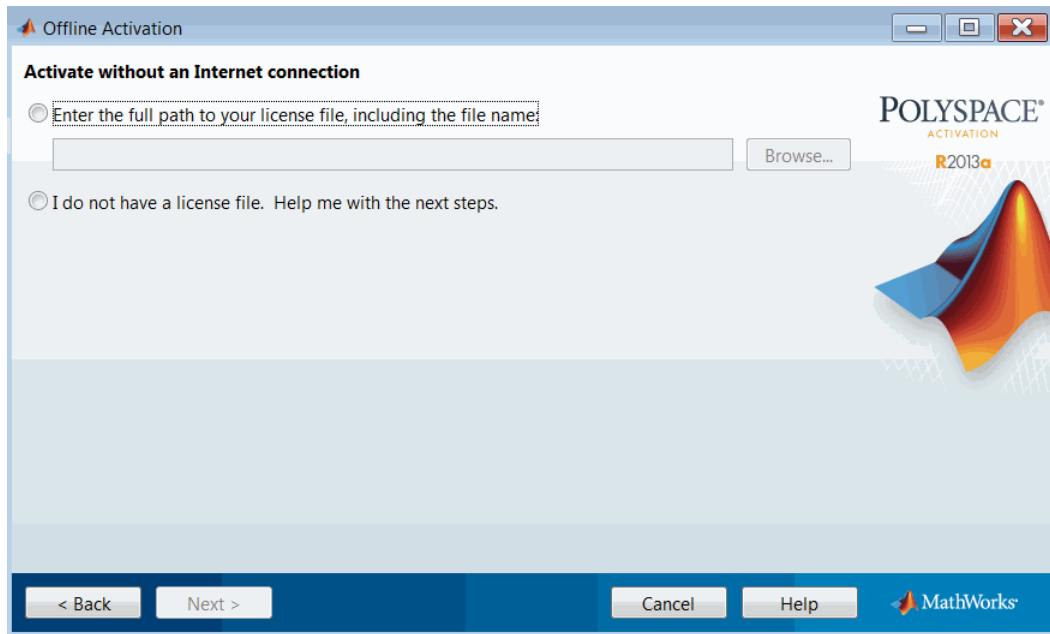 Offline Activation
Activate without an Internet connection
Enter the full path to your license file, including the file name:
Browse...
I do not have a license file. Help me with the next steps.
POLYSPACE®
ACTIVATION
R2013a
< Back
Next >
Cancel
Help
MathWorks®